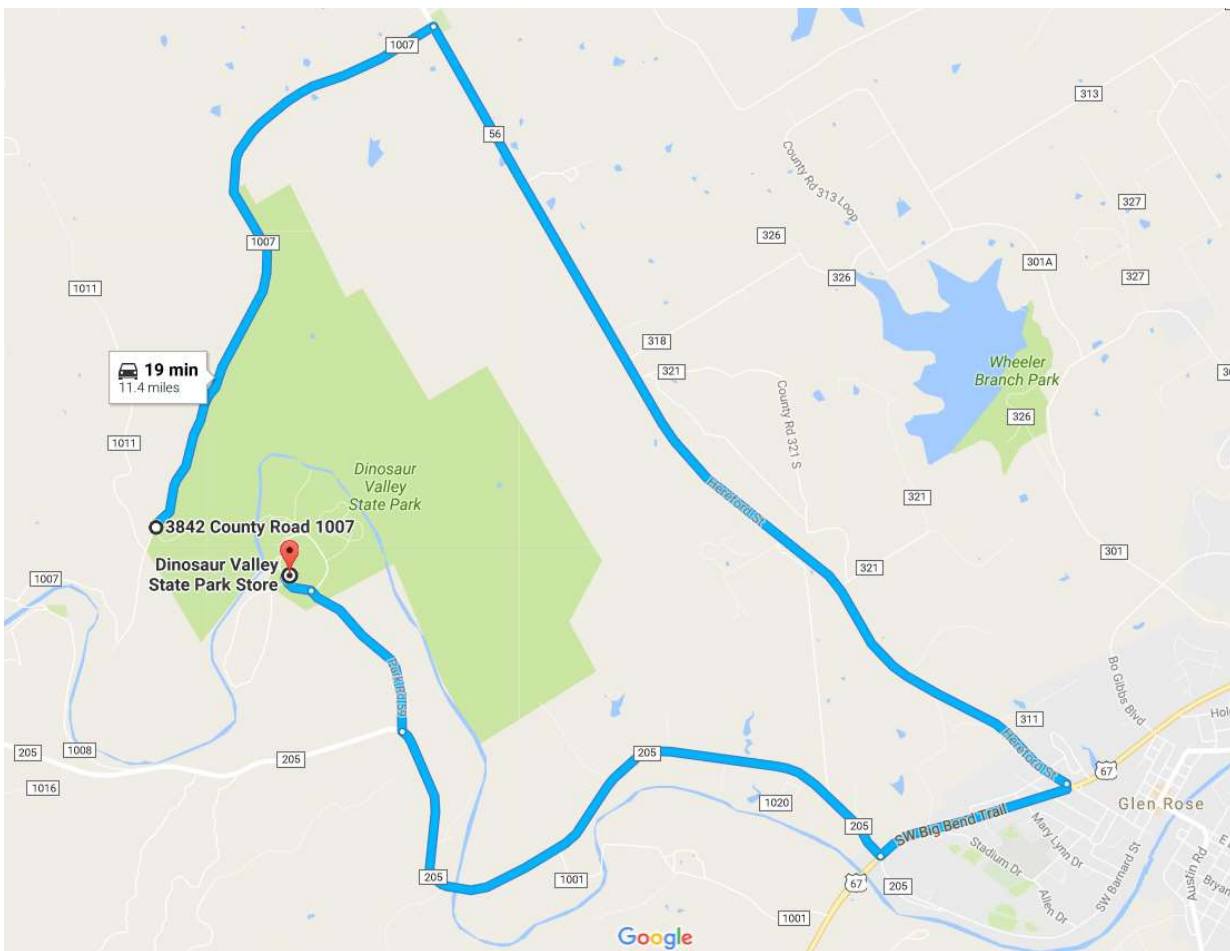 1007
313
56
County Rd 313 Loop
327
326
1007
301A
326
327
1011
318
19 min
11.4 miles
321
Wheeler
Branch Park
County Rd 321 S
326
1011
Dinosaur
Valley
State Park
Hereford St
321
3842 County Road 1007
301
Dinosaur Valley
State Park Store
321
1007
Park Rd 59
Bo Gibbs Blvd
311
Hereford St
205
1008
205
205
67
1016
1020
Glen Rose
205
SW Big Bend Trail
Mary Lynn Dr
Stadium Dr
SW Barnard St
Austin Rd
205
1001
67
205
Allen Dr
1001
Google